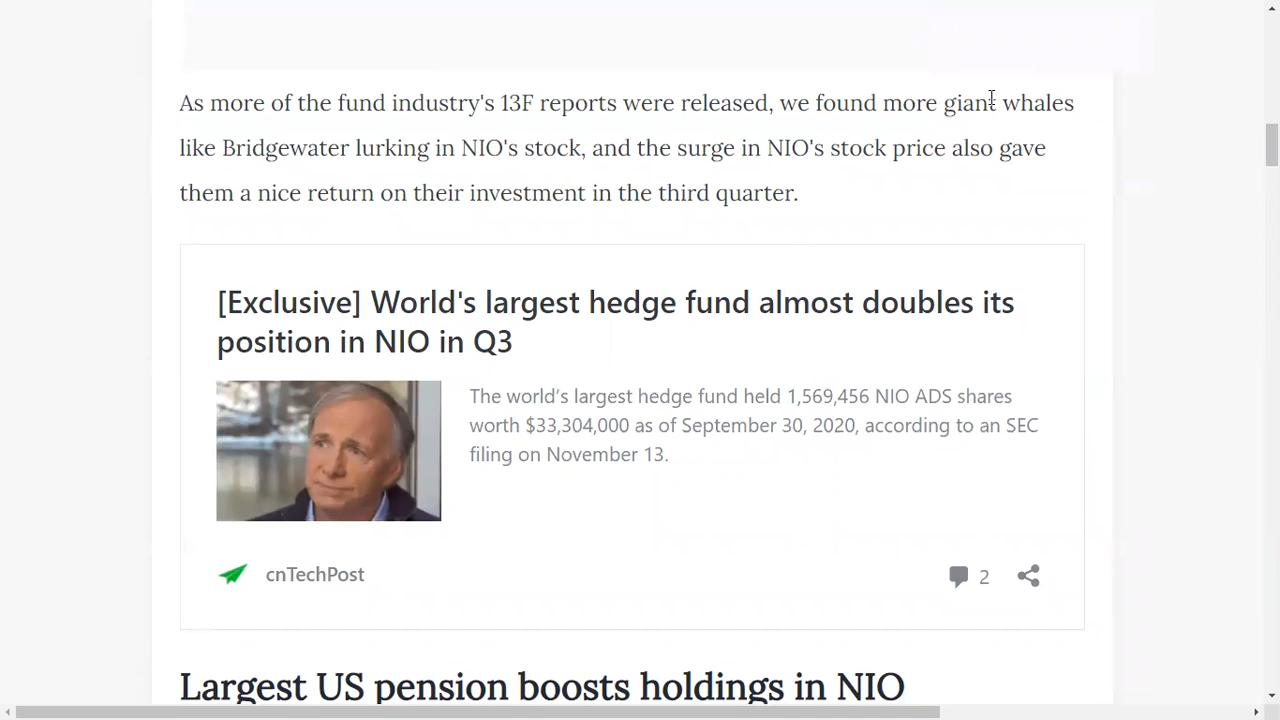 As more of the fund industry's 13F reports were released, we found more giant whales
like Bridgewater lurking in NIO's stock, and the surge in NIO's stock price also gave
them a nice return on their investment in the third quarter.
[Exclusive] World's largest hedge fund almost doubles its
position in NIO in Q3
The world’s largest hedge fund held 1,569,456 NIO ADS shares
worth $33,304,000 as of September 30, 2020, according to an SEC
filing on November 13.
cnTechPost
2
Largest US pension boosts holdings in NIO